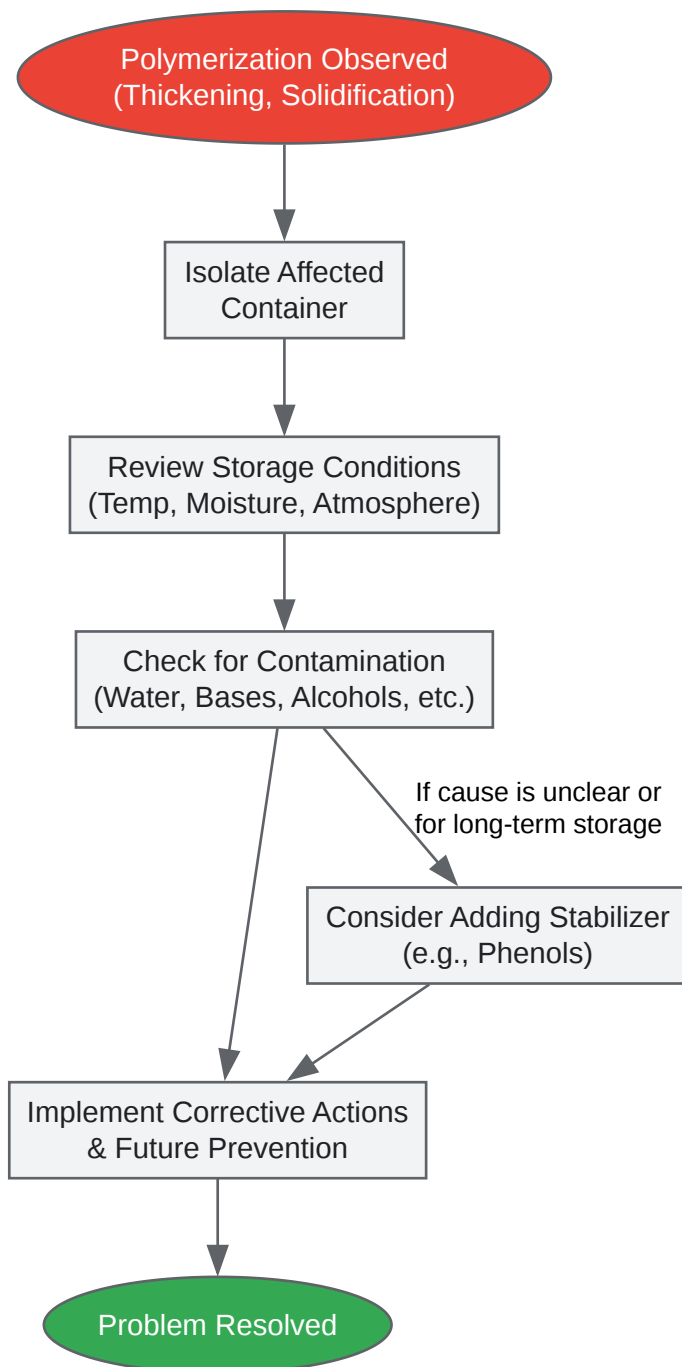 Polymerization Observed
(Thickening, Solidification)
Isolate Affected
Container
Review Storage Conditions
(Temp, Moisture, Atmosphere)
Check for Contamination
(Water, Bases, Alcohols, etc.)
If cause is unclear or
for long-term storage
Consider Adding Stabilizer
(e.g., Phenols)
Implement Corrective Actions
& Future Prevention
Problem Resolved